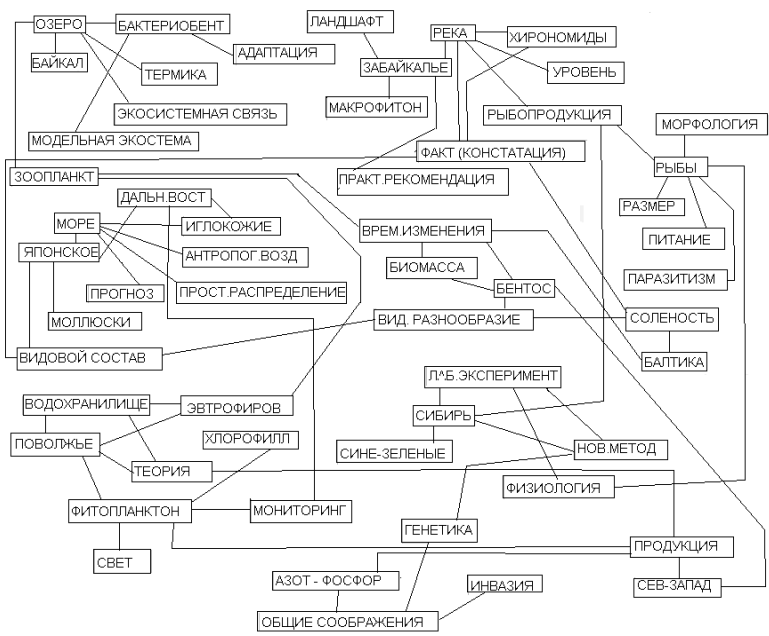 ОЗЕРО
БАКТЕРИОБЕНТ
ЛАНДШАФТ
РЕКА
ХИРОНОМИДЫ
БАЙКАЛ
АДАПТАЦИЯ
ТЕРМИКА
ЗАБАЙКАЛЬЕ
УРОВЕНЬ
ЭКОСИСТЕМНАЯ СВЯЗЬ
МАКРОФИТОН
РЫБОПРОДУКЦИЯ
МОРФОЛОГИЯ
МОДЕЛЬНАЯ ЭКОСТЕМА
ФАКТ (КОНСТАТАЦИЯ)
РЫБЫ
ЗООПЛАНКТ
ПРАКТ.РЕКОМЕНДАЦИЯ
ДАЛЬН.ВОСТ
РАЗМЕР
МОРЕ
ИГЛОКОЖИЕ
ВРЕМ.ИЗМЕНЕНИЯ
ПИТАНИЕ
ЯПОНСКОЕ
АНТРОПОГ.ВОЗД
БИОМАССА
ПАРАЗИТИЗМ
ПРОГНОЗ
ПРОСТ.РАСПРЕДЕЛЕНИЕ
БЕНТОС
МОЛЛЮСКИ
ВИД. РАЗНООБРАЗИЕ
СОЛЕНОСТЬ
ВИДОВОЙ СОСТАВ
БАЛТИКА
Л^Б.ЭКСПЕРИМЕНТ
ВОДОХРАНИЛИЩЕ
ЭВТРОФИРОВ
СИБИРЬ
ПОВОЛЖЬЕ
ХЛОРОФИЛЛ
СИНЕ-ЗЕЛЕНЫЕ
НОВ.МЕТОД
ТЕОРИЯ
ФИЗИОЛОГИЯ
ФИТОПЛАНКТОН
МОНИТОРИНГ
ГЕНЕТИКА
ПРОДУКЦИЯ
СВЕТ
АЗОТ - ФОСФОР
ИНВАЗИЯ
СЕВ-ЗАПАД
ОБЩИЕ СООБРАЖЕНИЯ